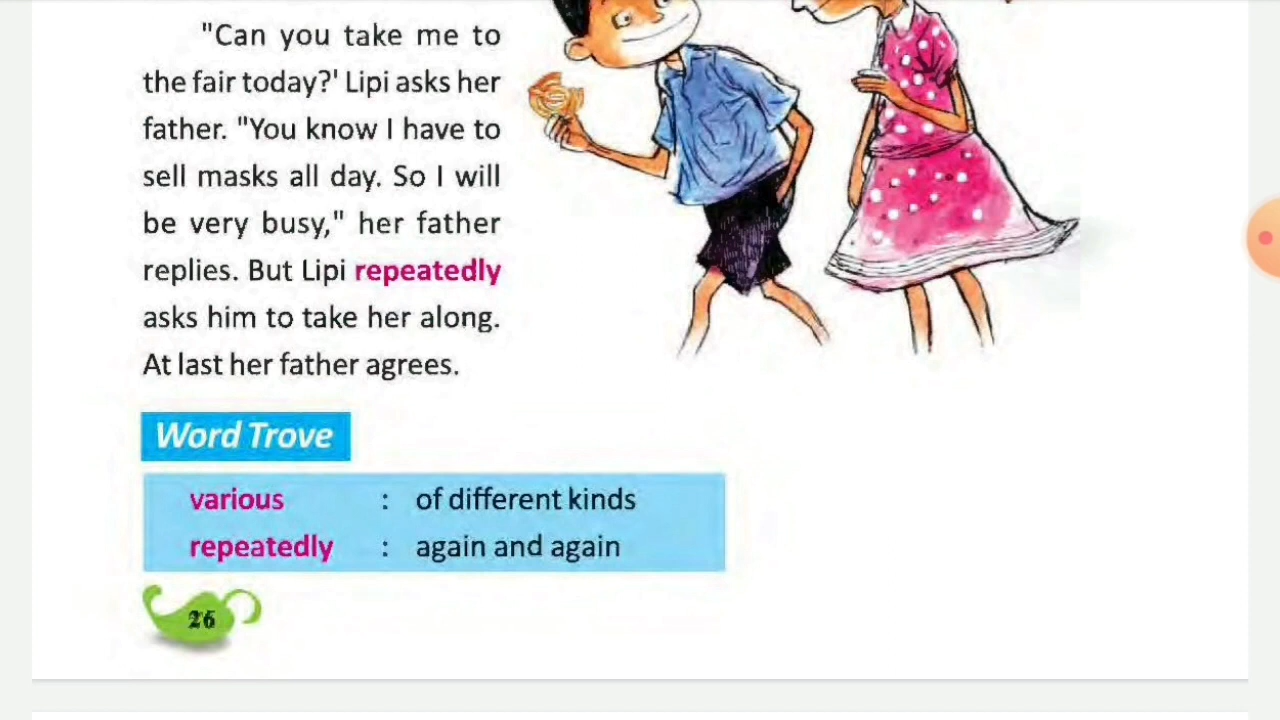 "Can you take me to
the fair today?' Lipi asks her
father. "You know I have to
sell masks all day. So I will
be very busy," her father
replies. But Lipi repeatedly
asks him to take her along.
At last her father agrees.
Word Trove
various : of different kinds
repeatedly : again and again
26